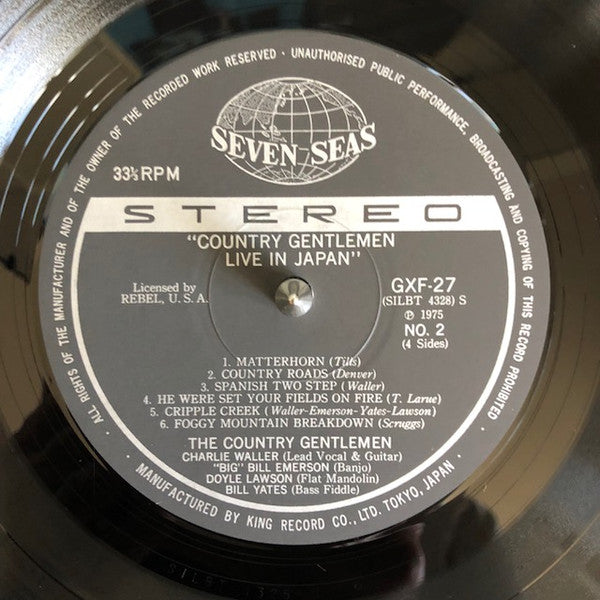 ALL RIGHTS OF THE MANUFACTURER AND OF THE OWNER OF THE RECORDED WORK RESERVED · UNAUTHORISED PUBLIC PERFORMANCE, BROADCASTING AND COPYING OF THIS RECORD PROHIBITED
SEVEN SEAS
33⅓ RPM
STEREO
"COUNTRY GENTLEMEN
LIVE IN JAPAN"
Licensed by
REBEL, U.S.A.
GXF-27
(SILBT 4328) S
℗ 1975
NO. 2
(4 Sides)
1. MATTERHORN (Tills)
2. COUNTRY ROADS (Denver)
3. SPANISH TWO STEP (Waller)
4. HE WERE SET YOUR FIELDS ON FIRE (T. Larue)
5. CRIPPLE CREEK (Waller-Emerson-Yates-Lawson)
6. FOGGY MOUNTAIN BREAKDOWN (Scruggs)
THE COUNTRY GENTLEMEN
CHARLIE WALLER (Lead Vocal & Guitar)
"BIG" BILL EMERSON (Banjo)
DOYLE LAWSON (Flat Mandolin)
BILL YATES (Bass Fiddle)
MANUFACTURED BY KING RECORD CO., LTD. TOKYO, JAPAN.